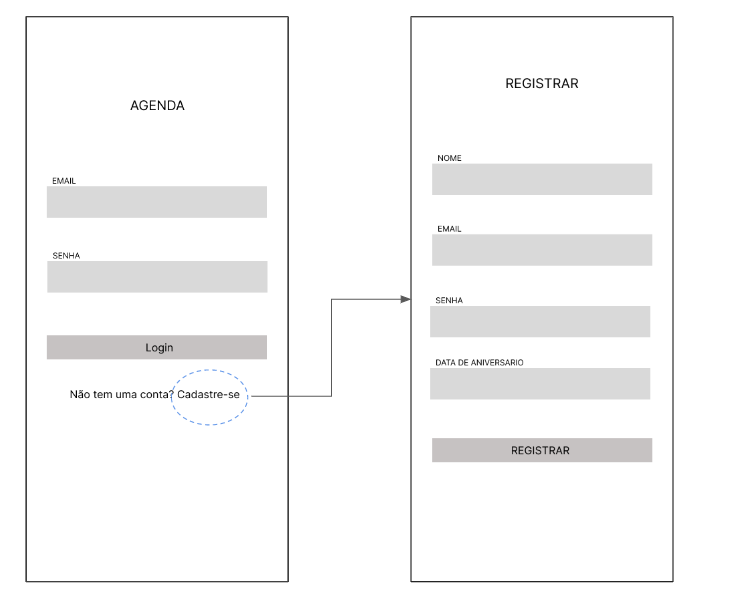 AGENDA
EMAIL
SENHA
Login
Não tem uma conta? Cadastre-se
REGISTRAR
NOME
EMAIL
SENHA
DATA DE ANIVERSARIO
REGISTRAR